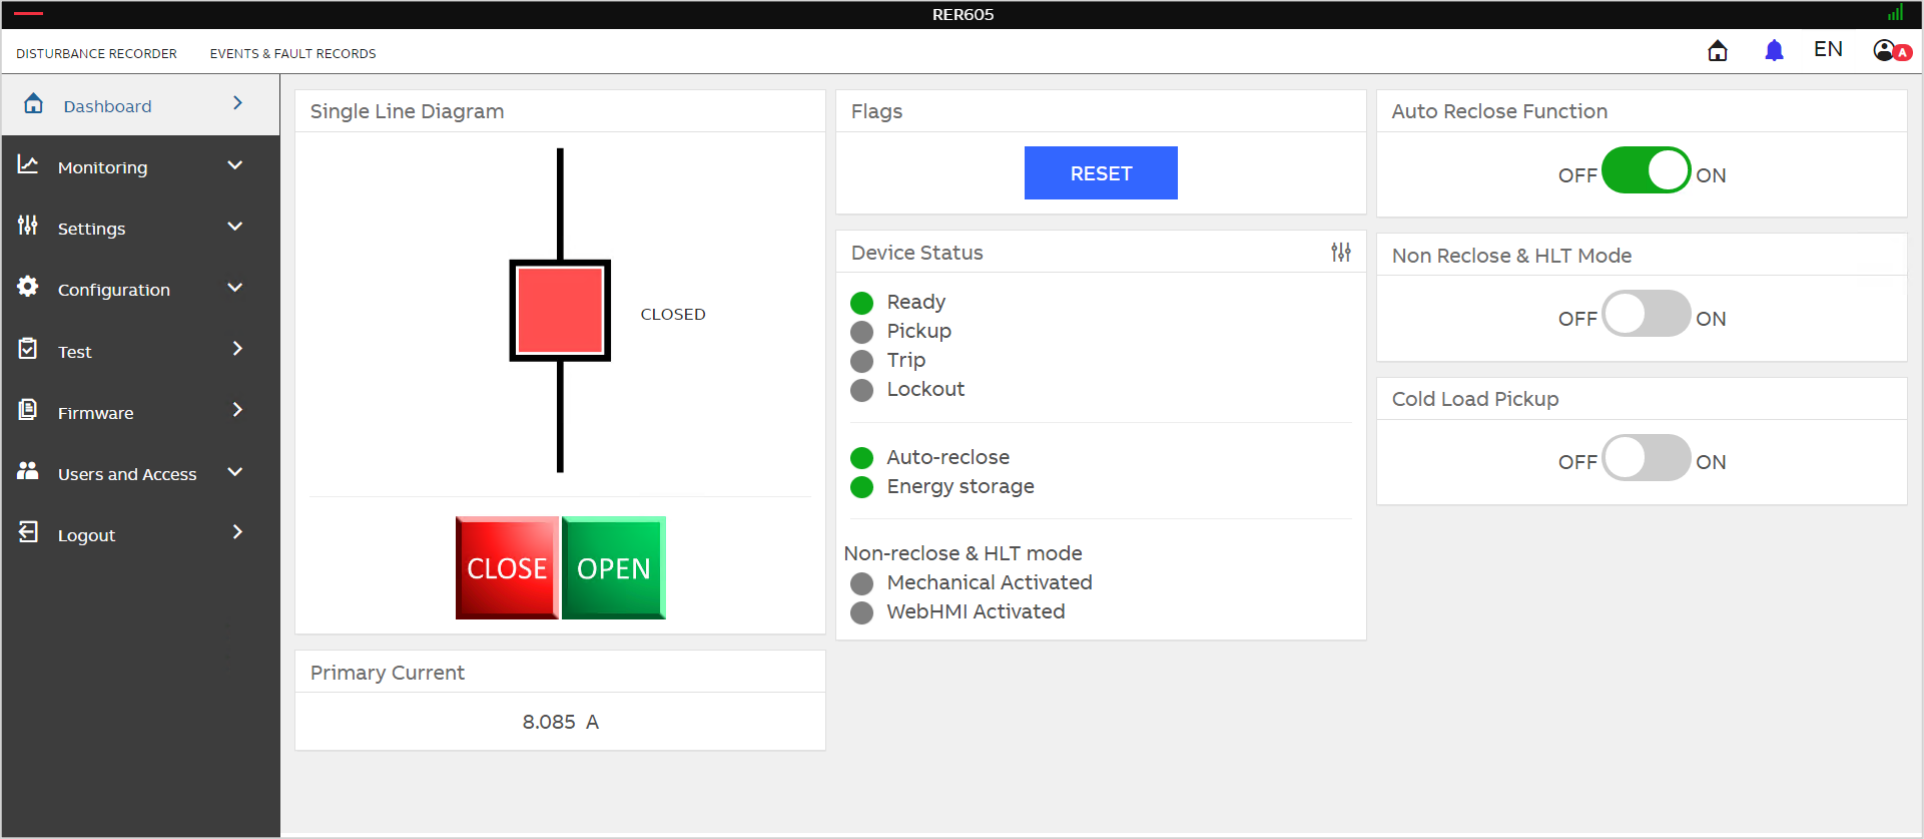 RER605
DISTURBANCE RECORDER
EVENTS & FAULT RECORDS
EN
A
Dashboard
Monitoring
Settings
Configuration
Test
Firmware
Users and Access
Logout
Single Line Diagram
CLOSED
CLOSE
OPEN
Primary Current
8.085 A
Flags
RESET
Device Status
Ready
Pickup
Trip
Lockout
Auto-reclose
Energy storage
Non-reclose & HLT mode
Mechanical Activated
WebHMI Activated
Auto Reclose Function
OFF ON
Non Reclose & HLT Mode
OFF ON
Cold Load Pickup
OFF ON